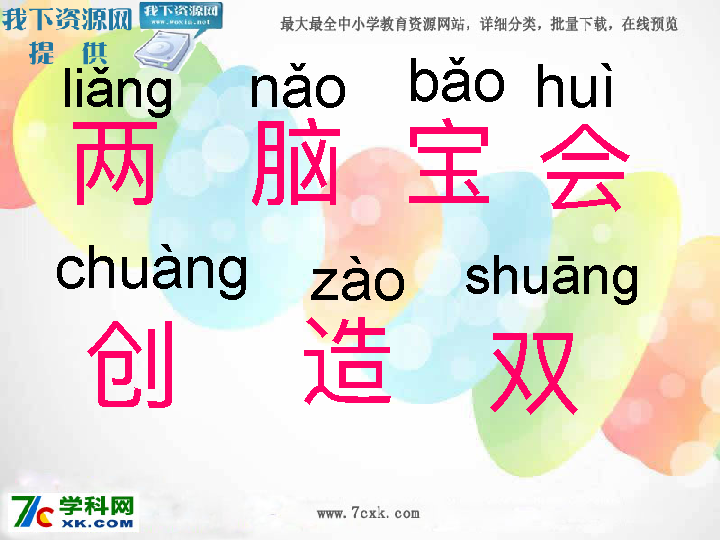 我下资源网
提 供
我下资源网
www.woxia.net
最大最全中小学教育资源网站，详细分类，批量下载，在线预览
liǎng nǎo bǎo huì
两 脑 宝 会
chuàng zào shuāng
创 造 双
7c学科网
XK.COM
www.7cxk.com